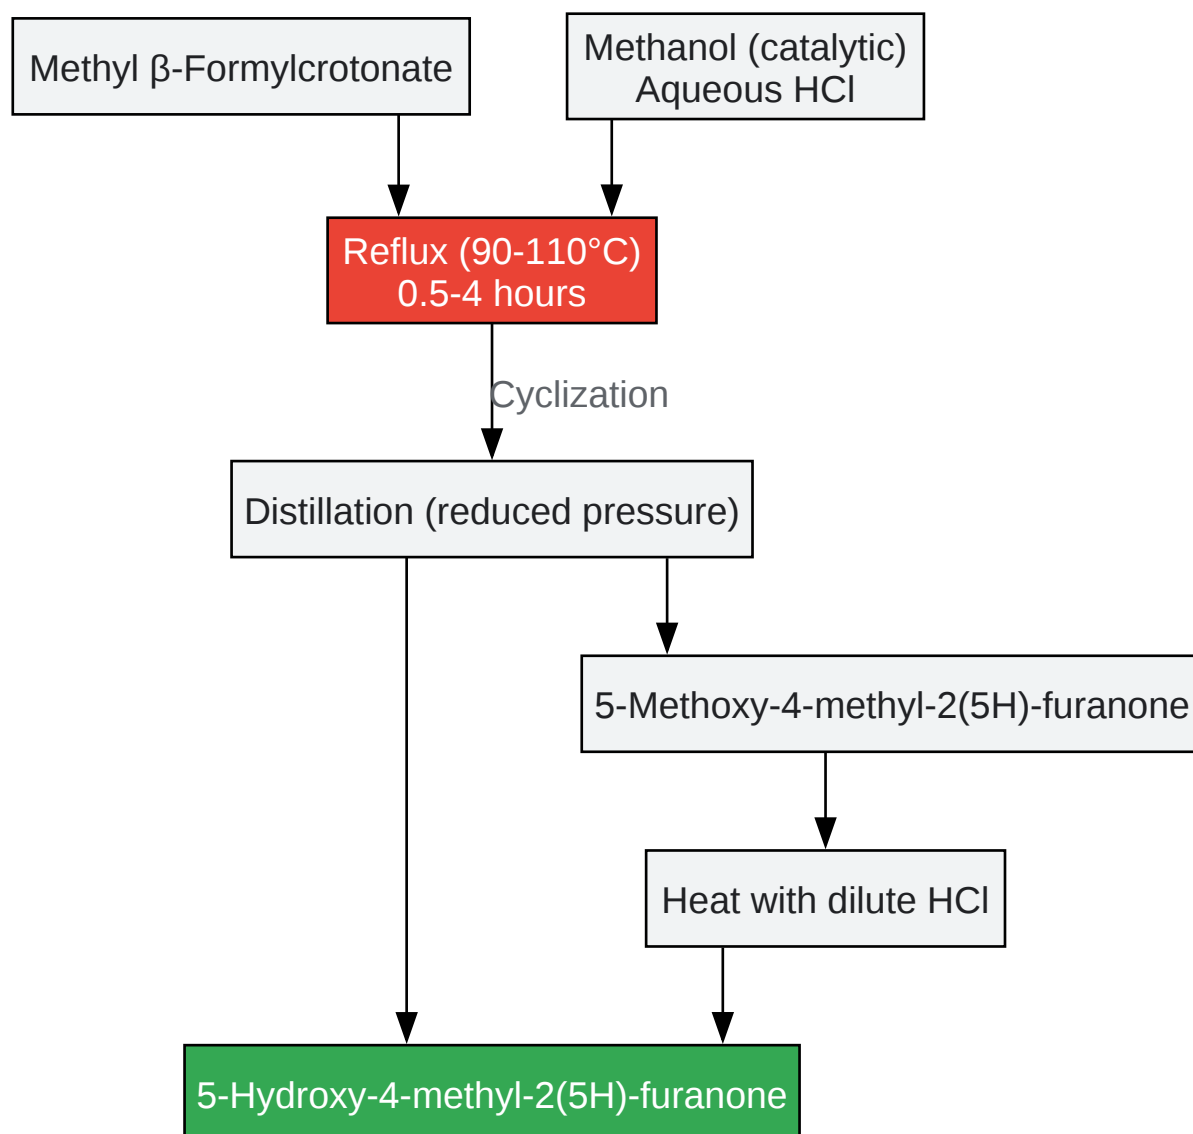 Methyl β-Formylcrotonate
Methanol (catalytic)
Aqueous HCl
Reflux (90-110°C)
0.5-4 hours
Cyclization
Distillation (reduced pressure)
5-Methoxy-4-methyl-2(5H)-furanone
Heat with dilute HCl
5-Hydroxy-4-methyl-2(5H)-furanone